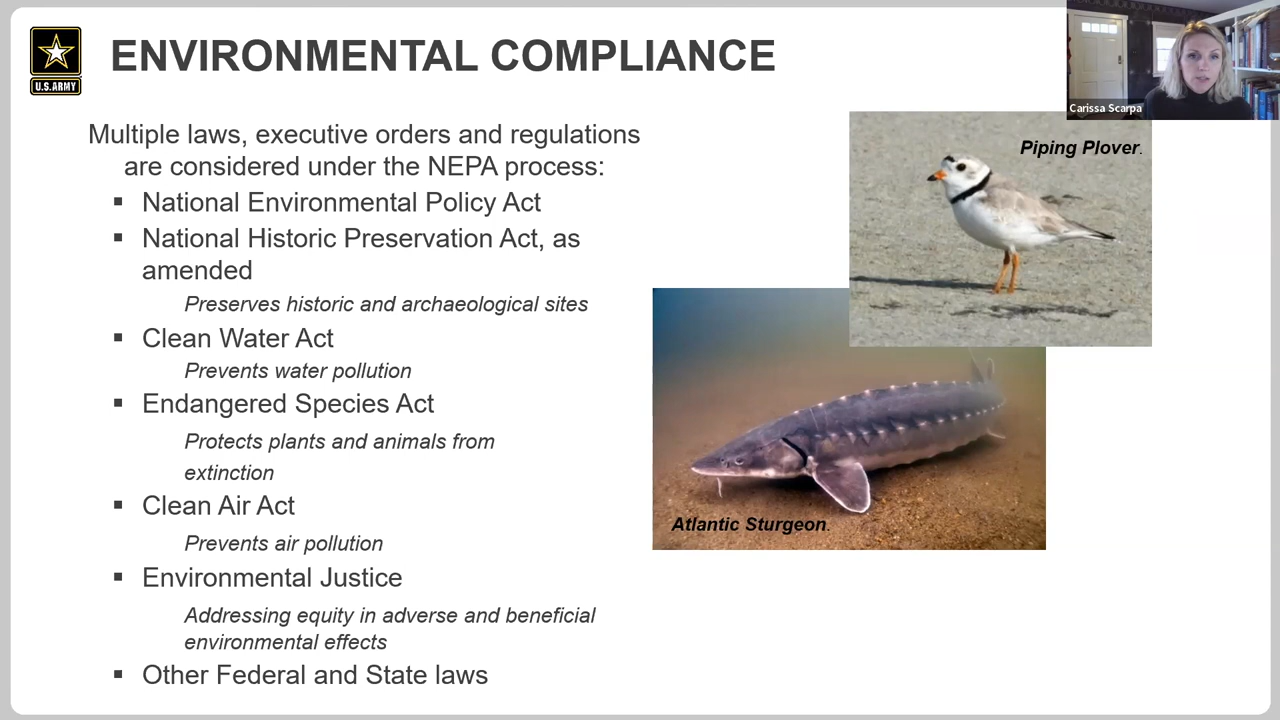 U.S. ARMY
ENVIRONMENTAL COMPLIANCE
Carissa Scarpa
Multiple laws, executive orders and regulations
are considered under the NEPA process:
▪ National Environmental Policy Act
▪ National Historic Preservation Act, as
amended
Preserves historic and archaeological sites
▪ Clean Water Act
Prevents water pollution
▪ Endangered Species Act
Protects plants and animals from
extinction
▪ Clean Air Act
Prevents air pollution
▪ Environmental Justice
Addressing equity in adverse and beneficial
environmental effects
▪ Other Federal and State laws
Piping Plover.
Atlantic Sturgeon.